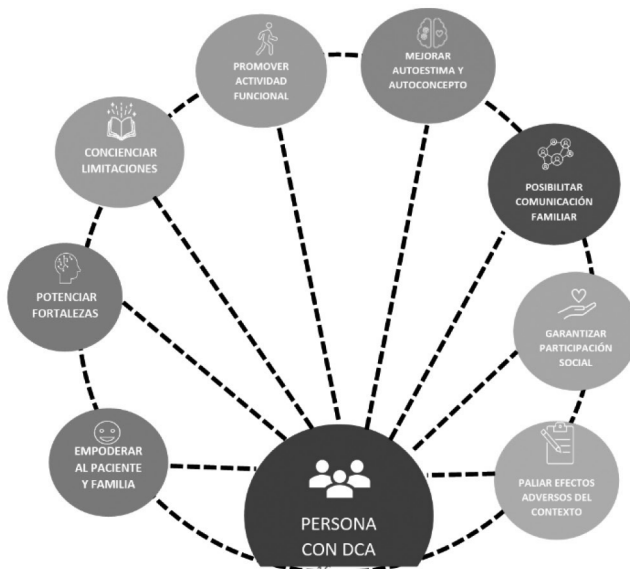 PROMOVER
ACTIVIDAD
FUNCIONAL
MEJORAR
AUTOESTIMA Y
AUTOCONCEPTO
CONCIENCIAR
LIMITACIONES
POSIBILITAR
COMUNICACIÓN
FAMILIAR
POTENCIAR
FORTALEZAS
GARANTIZAR
PARTICIPACIÓN
SOCIAL
EMPODERAR
AL PACIENTE
Y FAMILIA
PALIAR EFECTOS
ADVERSOS DEL
CONTEXTO
PERSONA
CON DCA